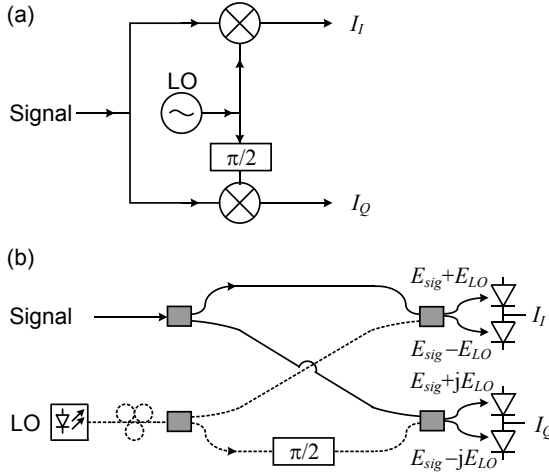 (a)
I_I
LO
Signal
π/2
I_Q
(b)
E_sig+E_LO
Signal
I_I
E_sig−E_LO
E_sig+jE_LO
LO
π/2
I_Q
E_sig−jE_LO